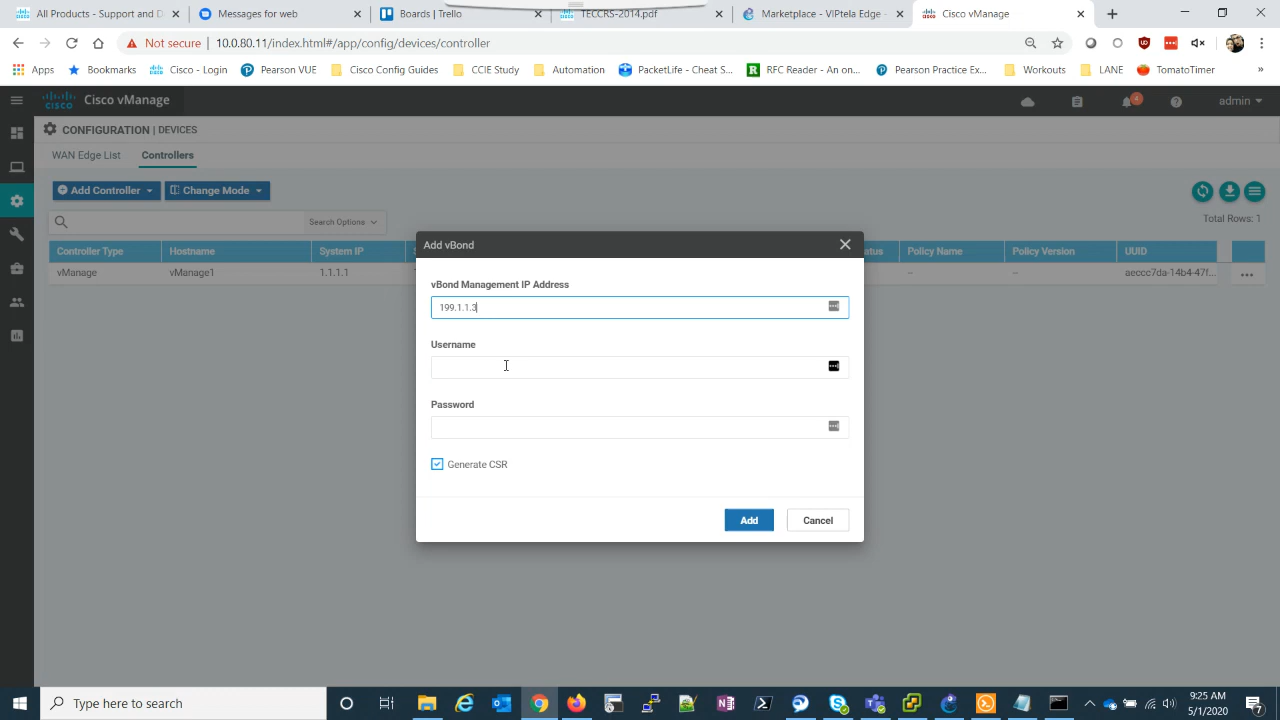 All Products - Support and D
Messages for web
Boards | Trello
TECCRS-2014.pdf
Marketplace - VPI:tela Edge
Cisco vManage
Not secure | 10.0.80.11/index.html#/app/config/devices/controller
Apps
Bookmarks
Cisco - Login
Pearson VUE
Cisco Config Guides
CCIE Study
Automation
PacketLife - Cheat S...
RFC Reader - An on...
Pearson Practice Ex...
Workouts
LANE
TomatoTimer
»
CISCO
Cisco vManage
4
admin
CONFIGURATION | DEVICES
WAN Edge List
Controllers
Add Controller
Change Mode
Search Options
Total Rows: 1
Controller Type
Hostname
System IP
Policy Name
Policy Version
UUID
vManage
vManage1
1.1.1.1
--
--
aeccc7da-14b4-47f...
Add vBond
vBond Management IP Address
199.1.1.3
Username
Password
Generate CSR
Add
Cancel
Type here to search
9:25 AM
5/1/2020
7